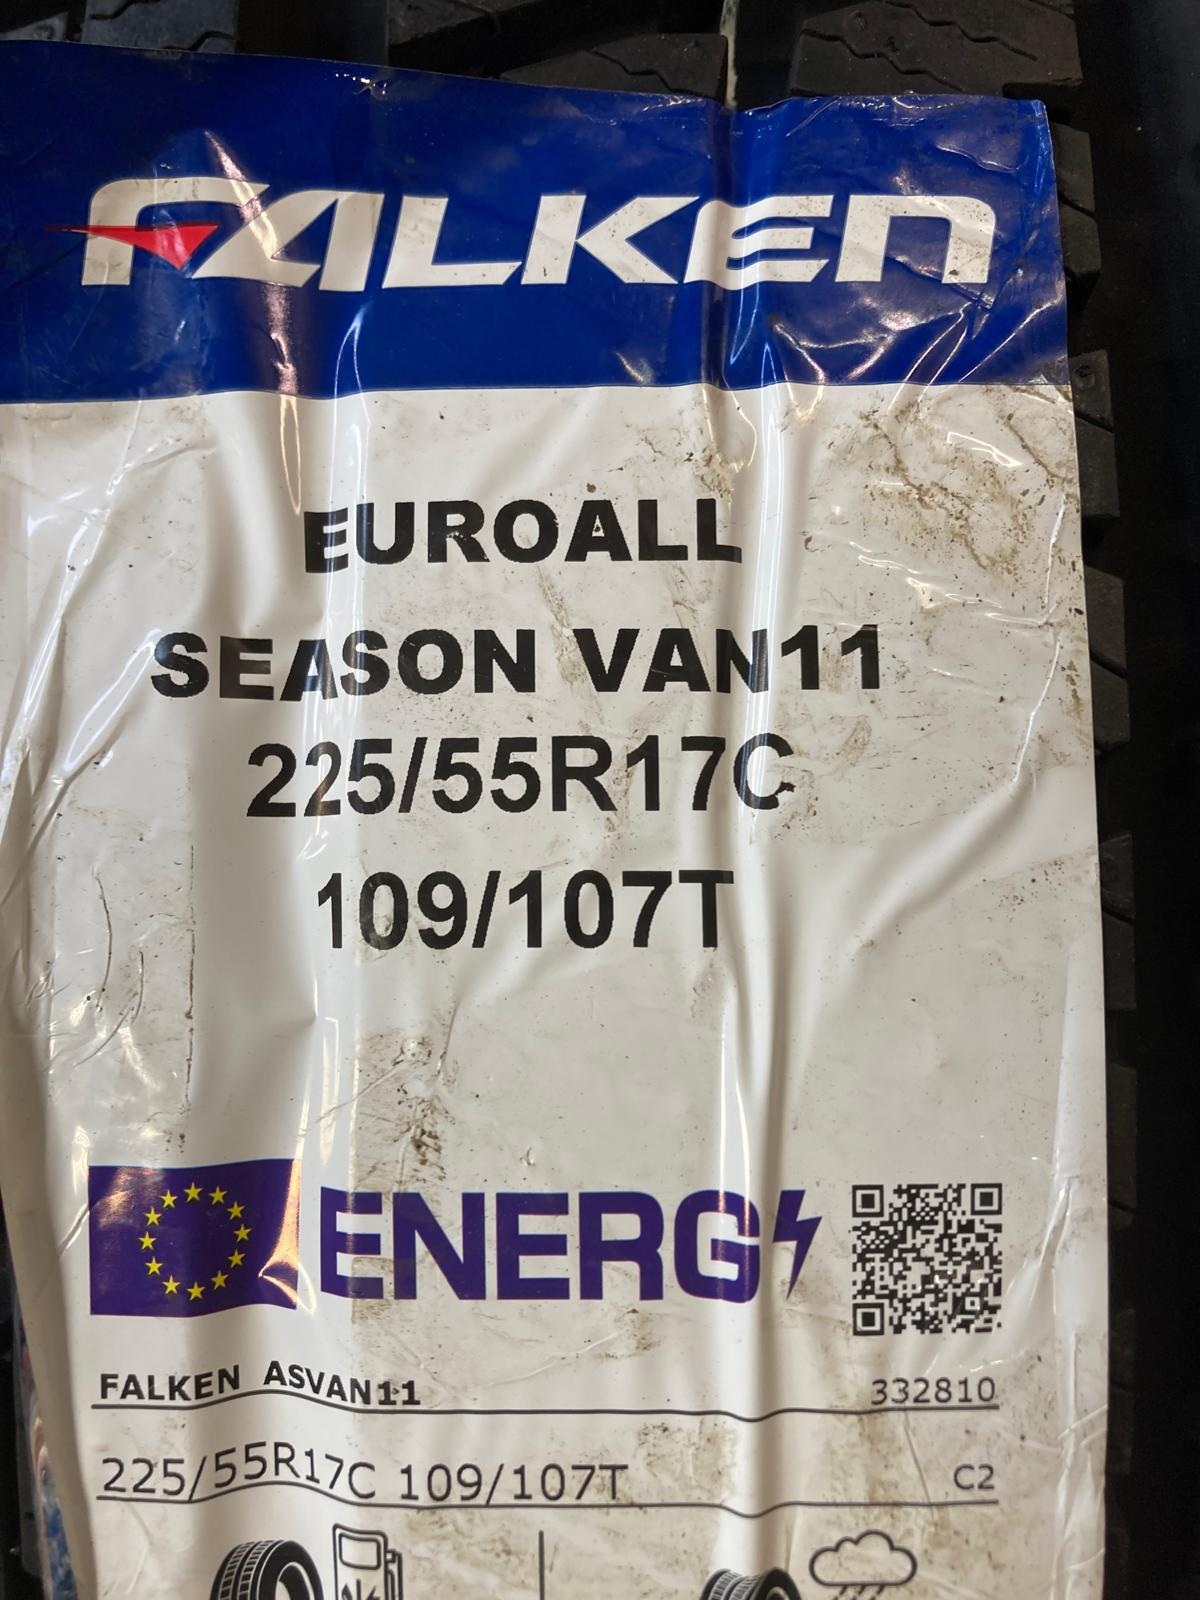 FALKEN
EUROALL
SEASON VAN11
225/55R17C
109/107T
ENERG
FALKEN ASVAN11
332810
225/55R17C 109/107T
C2